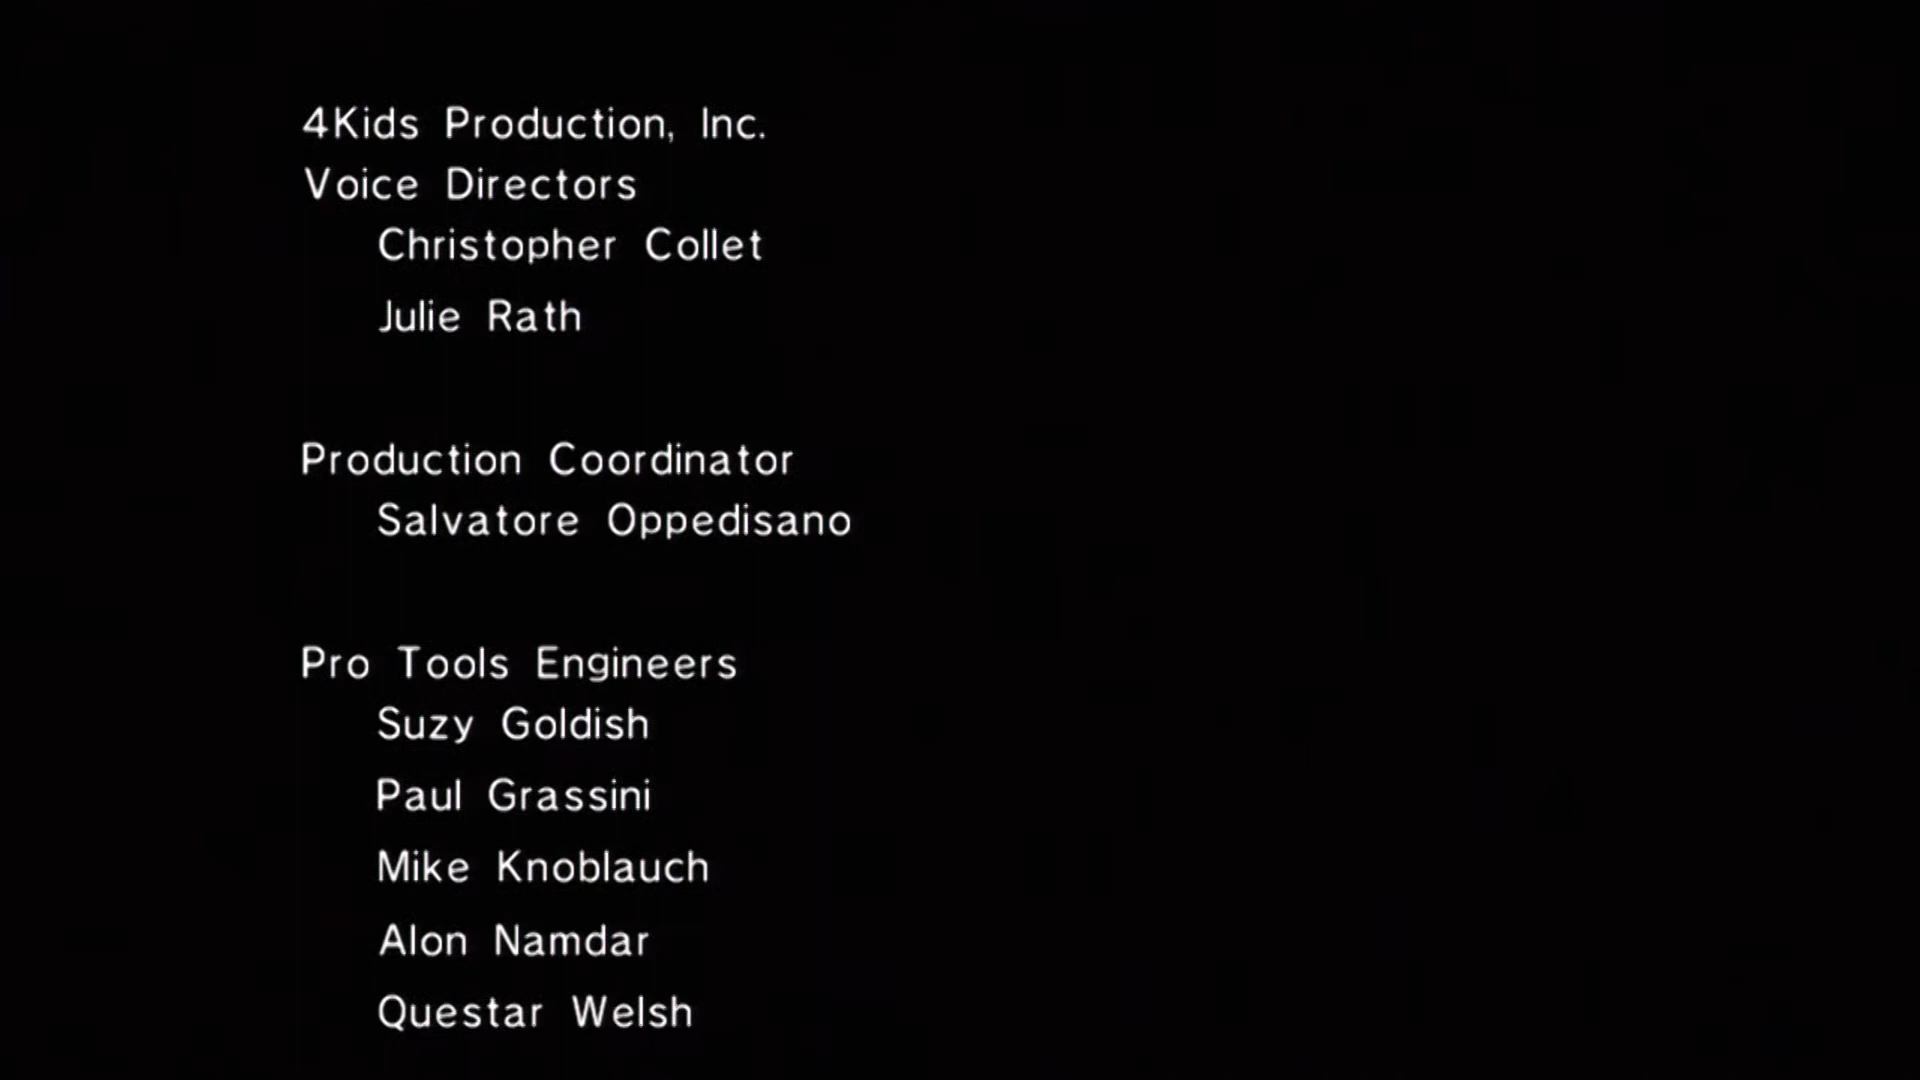 4Kids Production, Inc.
Voice Directors
Christopher Collet
Julie Rath
Production Coordinator
Salvatore Oppedisano
Pro Tools Engineers
Suzy Goldish
Paul Grassini
Mike Knoblauch
Alon Namdar
Questar Welsh